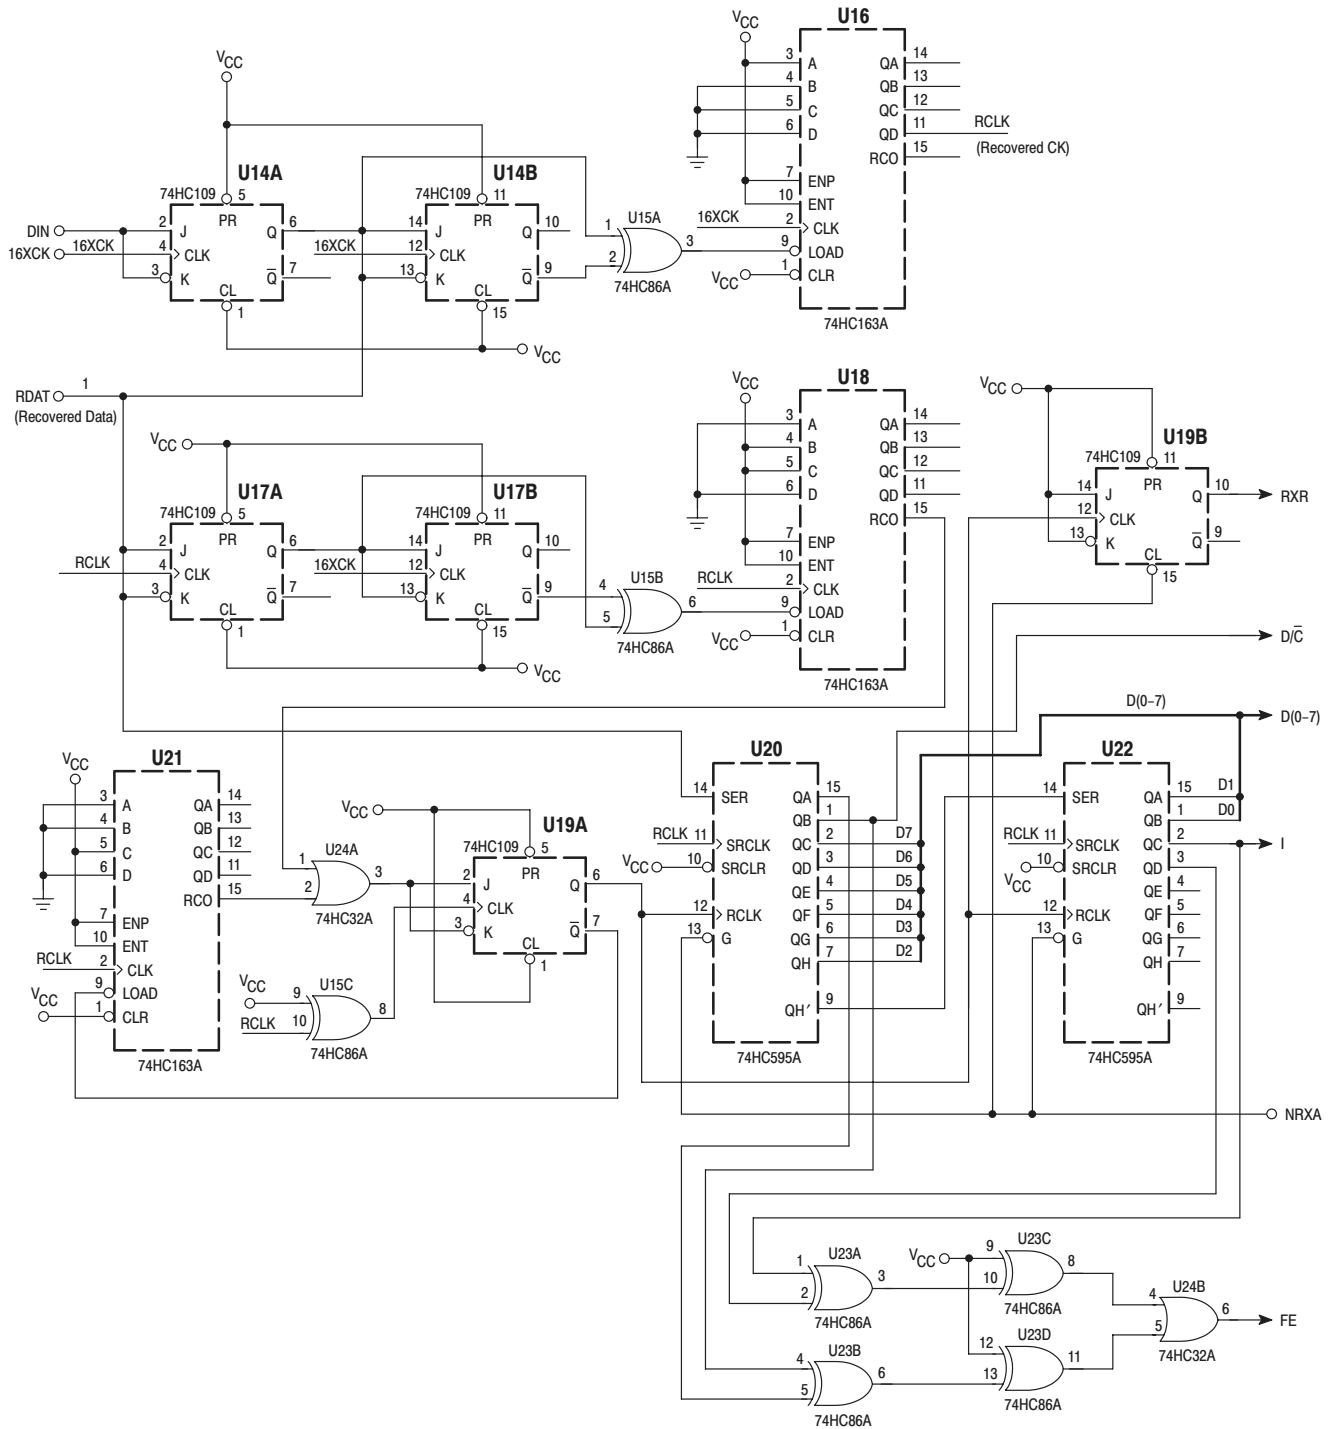 VCC
U14A
74HC109
5
PR
DIN
2
J
Q
6
16XCK
16XCK
4
CLK
3
K
Q̅
7
CL
1
U14B
11
PR
14
J
Q
10
16XCK
12
CLK
13
K
Q̅
9
CL
15
VCC
U15A
1
2
3
74HC86A
VCC
U16
3
A
QA
14
4
B
QB
13
5
C
QC
12
6
D
QD
11
RCLK
(Recovered CK)
RCO
15
7
ENP
10
ENT
16XCK
2
CLK
9
LOAD
VCC
1
CLR
74HC163A
RDAT
1
(Recovered Data)
VCC
U17A
74HC109
5
PR
2
J
Q
6
RCLK
4
CLK
3
K
Q̅
7
CL
1
U17B
74HC109
11
PR
14
J
Q
10
16XCK
12
CLK
13
K
Q̅
9
CL
15
VCC
U15B
4
5
6
74HC86A
VCC
U18
3
A
QA
14
4
B
QB
13
5
C
QC
12
6
D
QD
11
RCO
15
7
ENP
10
ENT
RCLK
2
CLK
9
LOAD
VCC
1
CLR
74HC163A
VCC
U19B
74HC109
11
PR
14
J
Q
10
RXR
12
CLK
13
K
Q̅
9
CL
15
D/C̅
D(0–7)
D(0–7)
VCC
U21
3
A
QA
14
4
B
QB
13
5
C
QC
12
6
D
QD
11
RCO
15
7
ENP
10
ENT
RCLK
2
CLK
9
LOAD
VCC
1
CLR
74HC163A
U24A
1
2
3
74HC32A
VCC
9
RCLK
10
U15C
8
74HC86A
VCC
U19A
74HC109
5
PR
2
J
Q
6
4
CLK
3
K
Q̅
7
CL
1
U20
14
SER
QA
15
QB
1
RCLK
11
SRCLK
QC
2
D7
VCC
10
SRCLR
QD
3
D6
QE
4
D5
12
RCLK
QF
5
D4
13
G
QG
6
D3
QH
7
D2
QH′
9
74HC595A
U22
14
SER
QA
15
D1
QB
1
D0
RCLK
11
SRCLK
QC
2
I
VCC
10
SRCLR
QD
3
QE
4
12
RCLK
QF
5
13
G
QG
6
QH
7
QH′
9
74HC595A
NRXA
U23A
1
2
3
74HC86A
U23B
4
5
6
74HC86A
VCC
U23C
9
10
8
74HC86A
U23D
12
13
11
74HC86A
U24B
4
5
6
FE
74HC32A